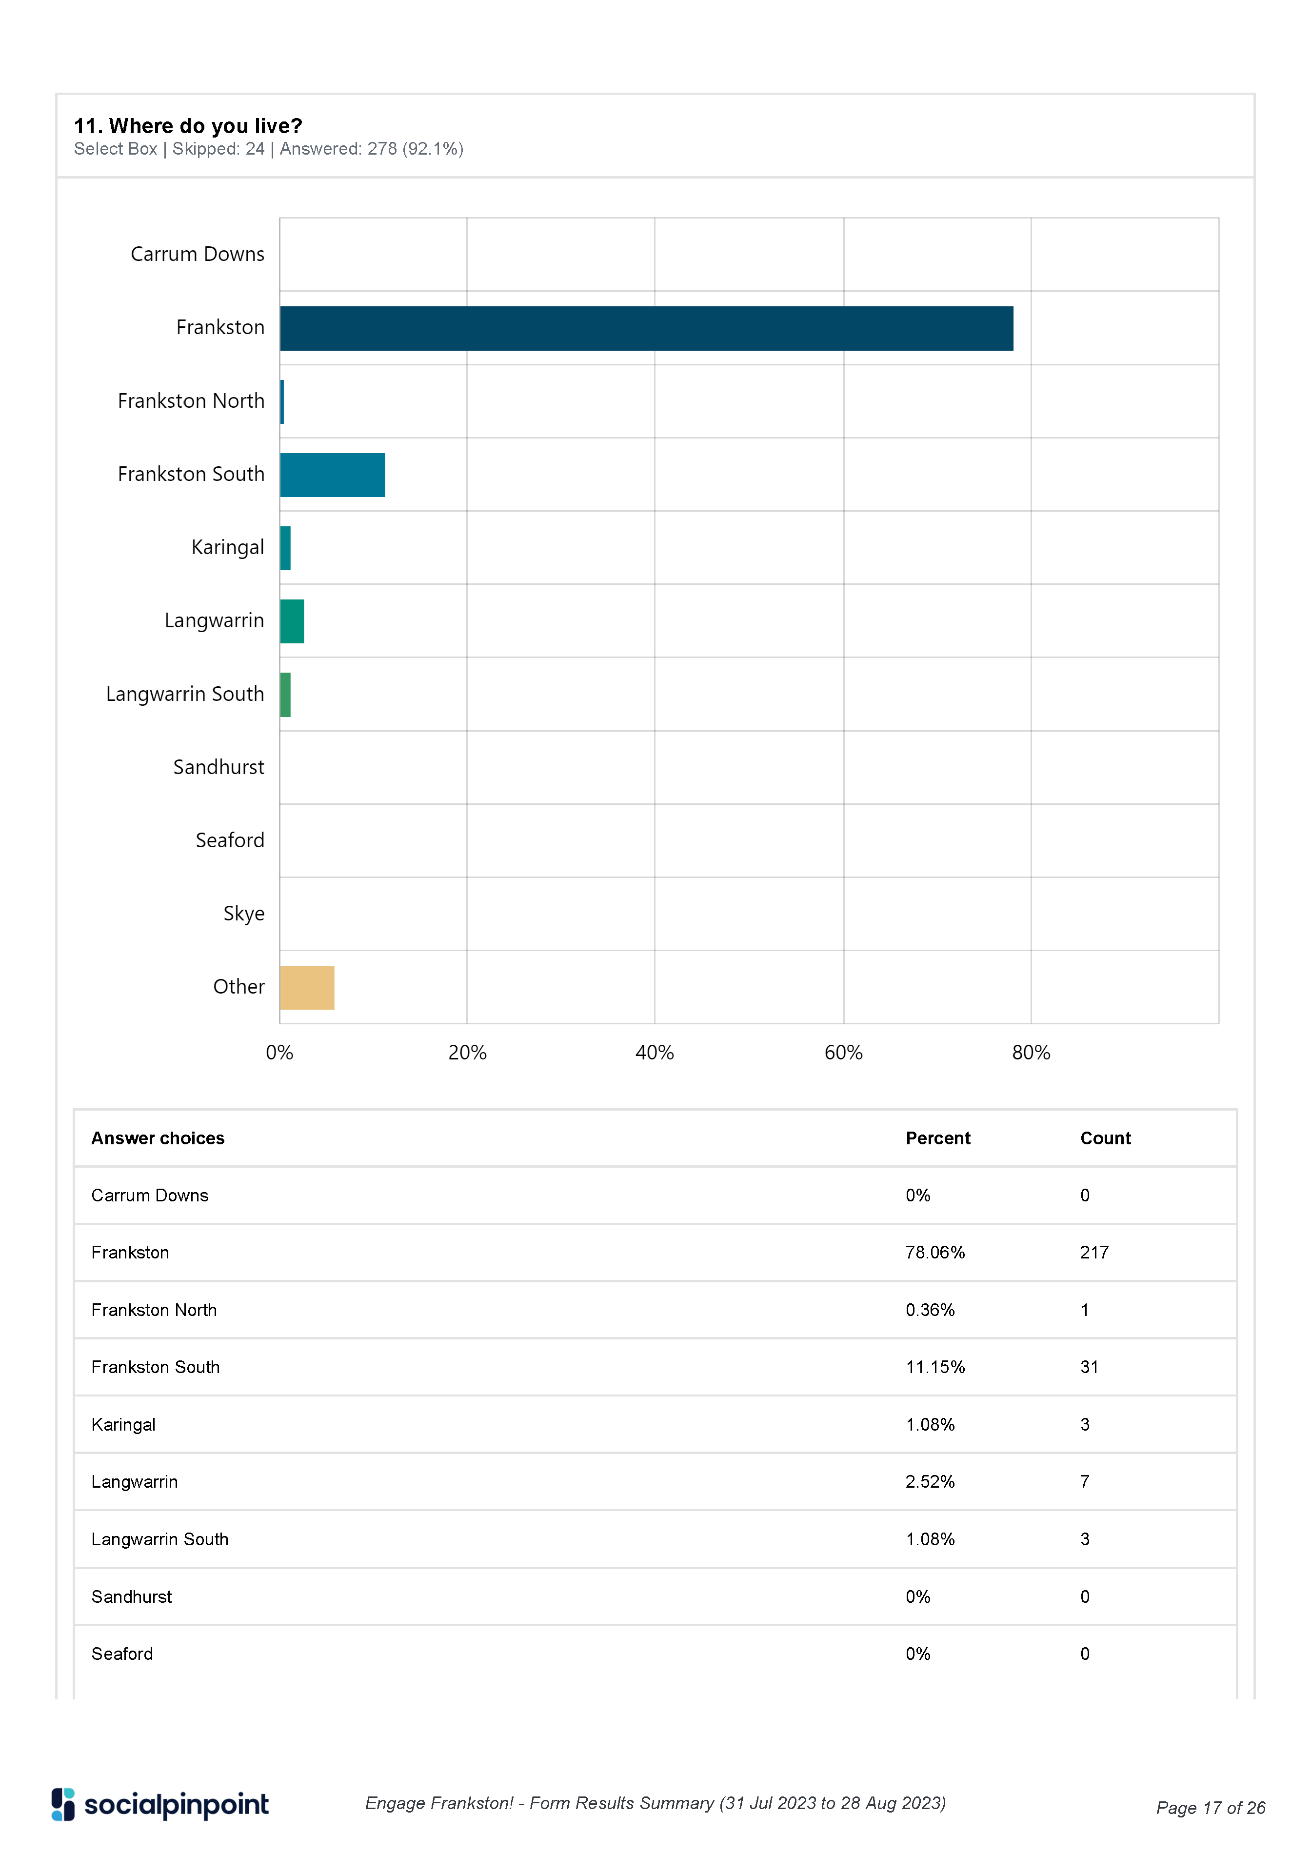 11. Where do you live?
Select Box | Skipped: 24 | Answered: 278 (92.1%)
Carrum Downs
Frankston
Frankston North
Frankston South
Karingal
Langwarrin
Langwarrin South
Sandhurst
Seaford
Skye
Other
0% 20% 40% 60% 80%
Answer choices Percent Count
Carrum Downs 0% 0
Frankston 78.06% 217
Frankston North 0.36% 1
Frankston South 11.15% 31
Karingal 1.08% 3
Langwarrin 2.52% 7
Langwarrin South 1.08% 3
Sandhurst 0% 0
Seaford 0% 0
socialpinpoint Engage Frankston! - Form Results Summary (31 Jul 2023 to 28 Aug 2023) Page 17 of 26